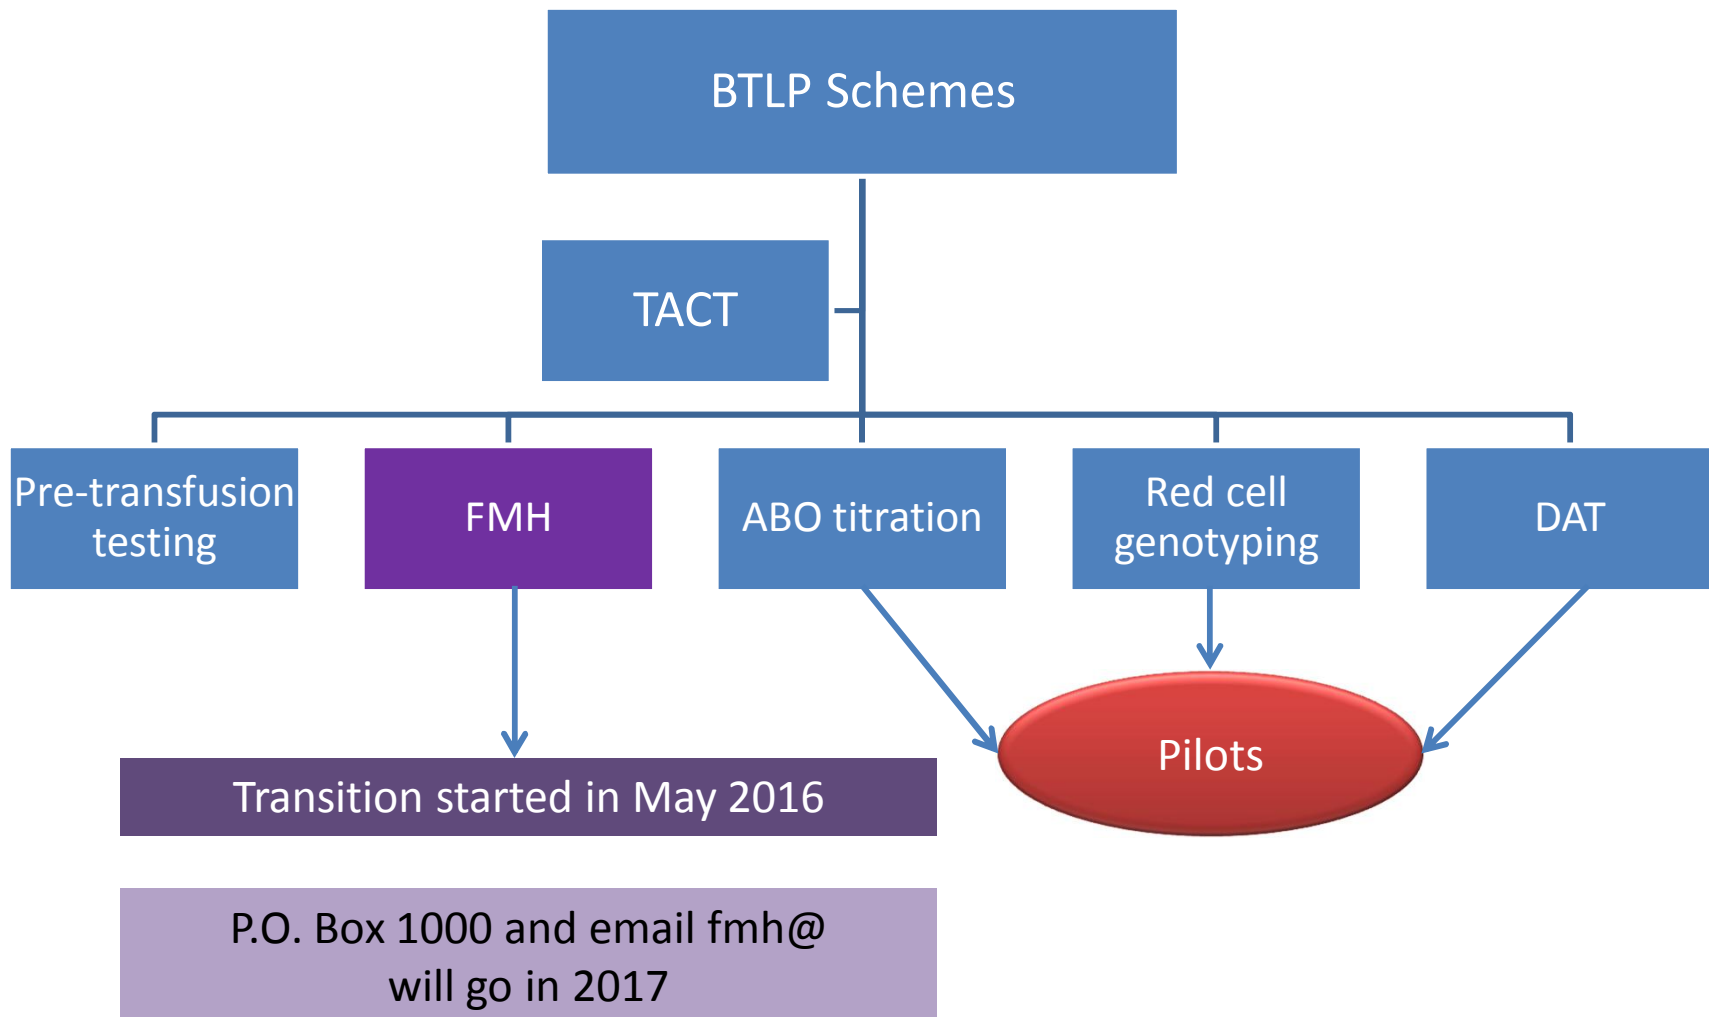 BTLP Schemes
TACT
Pre-transfusion
testing
FMH
ABO titration
Red cell
genotyping
DAT
Pilots
Transition started in May 2016
P.O. Box 1000 and email fmh@
will go in 2017